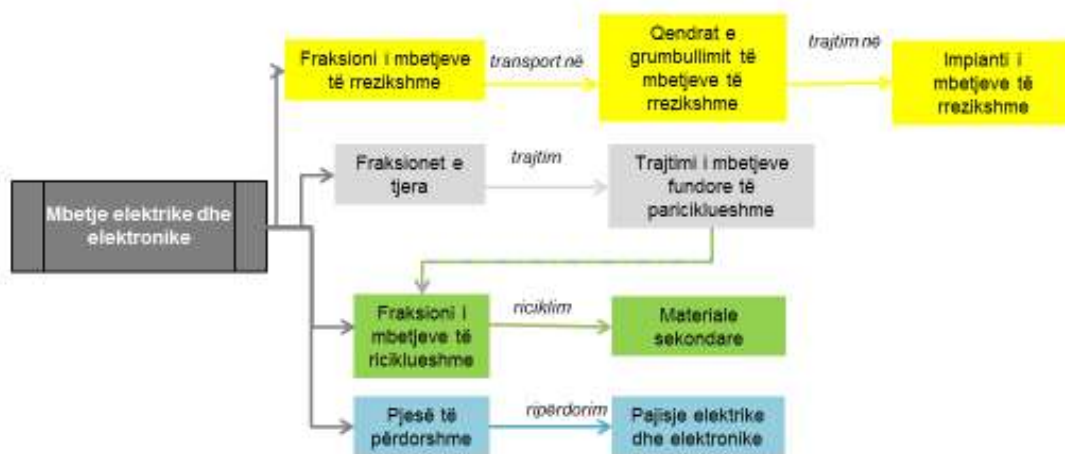 Fraksioni i mbetjeve
të rrezikshme
transport në
Qendrat e
grumbullimit të
mbetjeve të
rrezikshme
trajtim në
Impianti i
mbetjeve të
rrezikshme
Mbetje elektrike dhe
elektronike
Fraksionet e
tjera
trajtim
Trajtimi i mbetjeve
fundore të
pariciklueshme
Fraksioni i
mbetjeve të
riciklueshme
riciklim
Materiale
sekondare
Pjesë të
përdorshme
ripërdorim
Pajisje elektrike
dhe elektronike